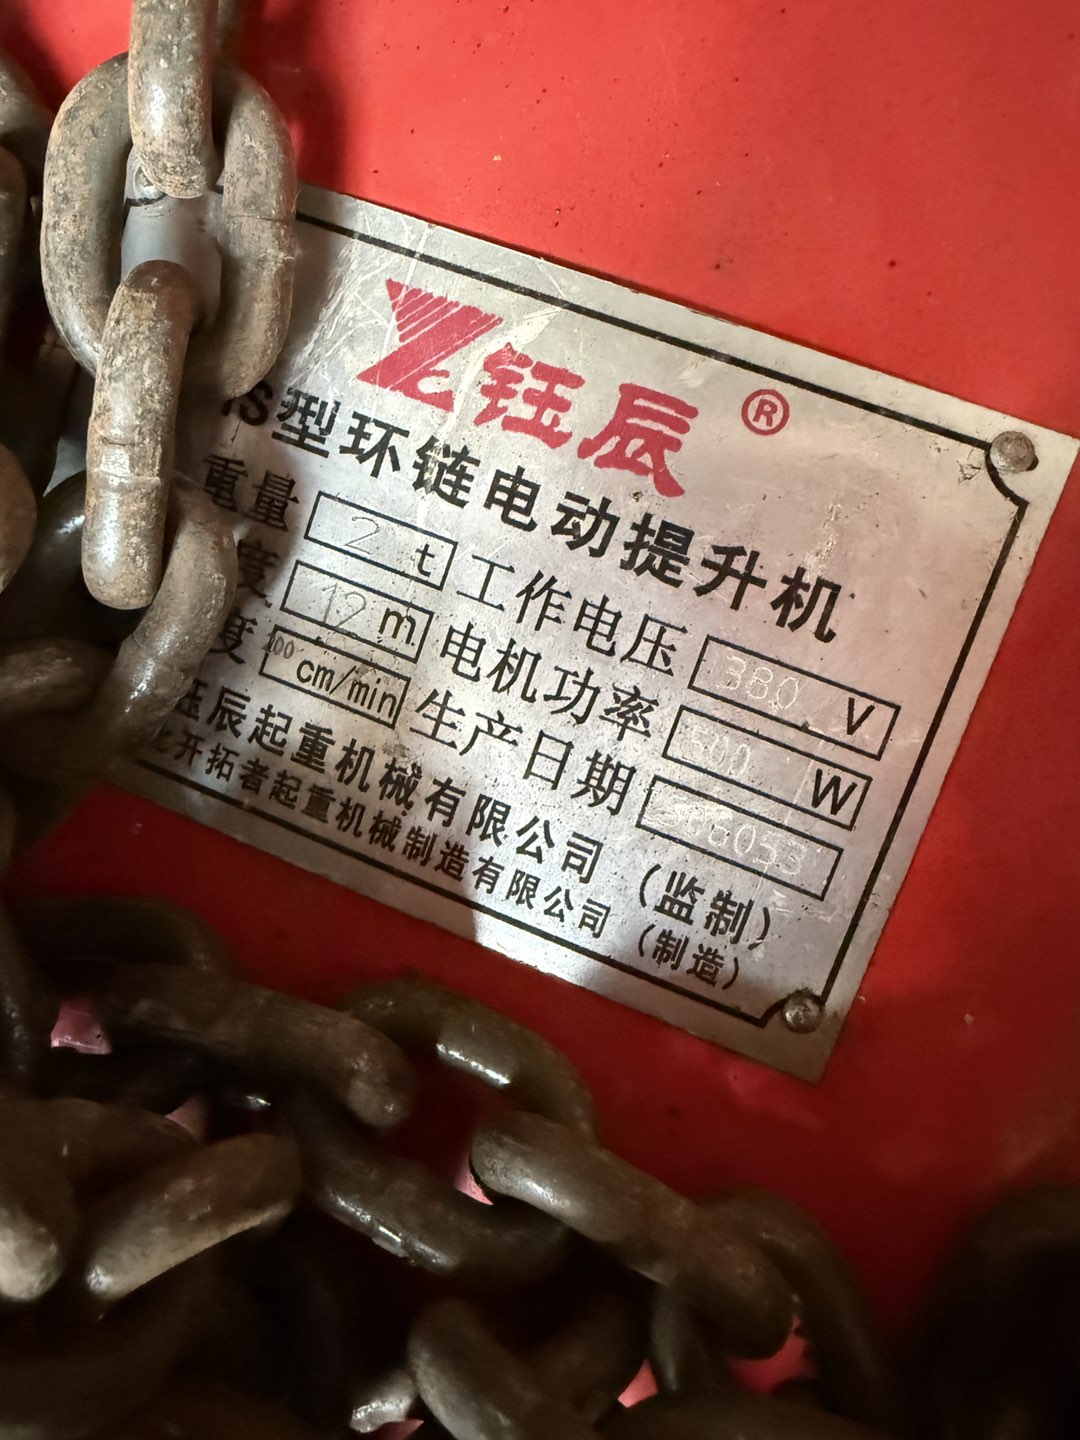 钰辰®
S型环链电动提升机
重量 2 t 工作电压 380 V
度 12 m 电机功率 500 W
度 100 cm/min 生产日期
钰辰起重机械有限公司（监制）
开拓者起重机械制造有限公司（制造）